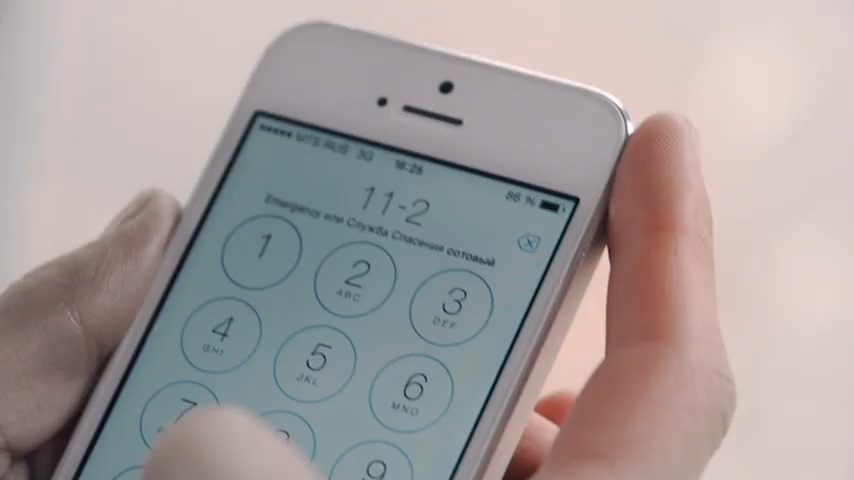 MTS RUS 3G 16:25 86 %
11-2
Emergency или Служба Спасения сотовый
1
2 3
ABC DEF
4 5 6
GHI JKL MNO
7
9